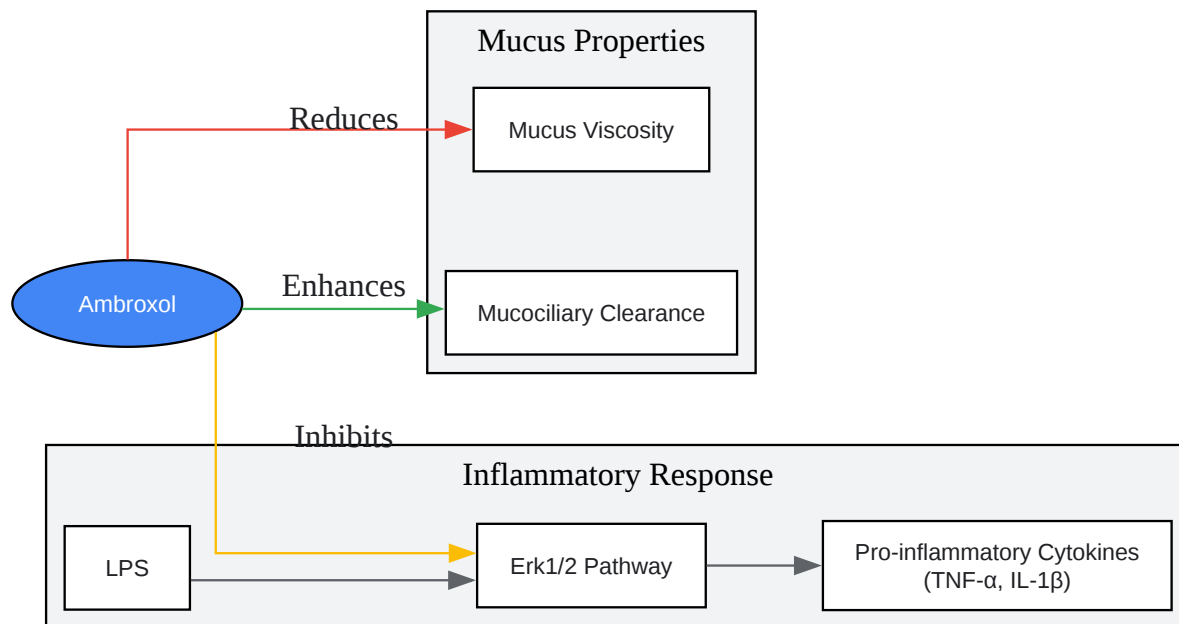 Mucus Properties
Reduces
Mucus Viscosity
Ambroxol
Enhances
Mucociliary Clearance
Inhibits
Inflammatory Response
LPS
Erk1/2 Pathway
Pro-inflammatory Cytokines
(TNF-α, IL-1β)